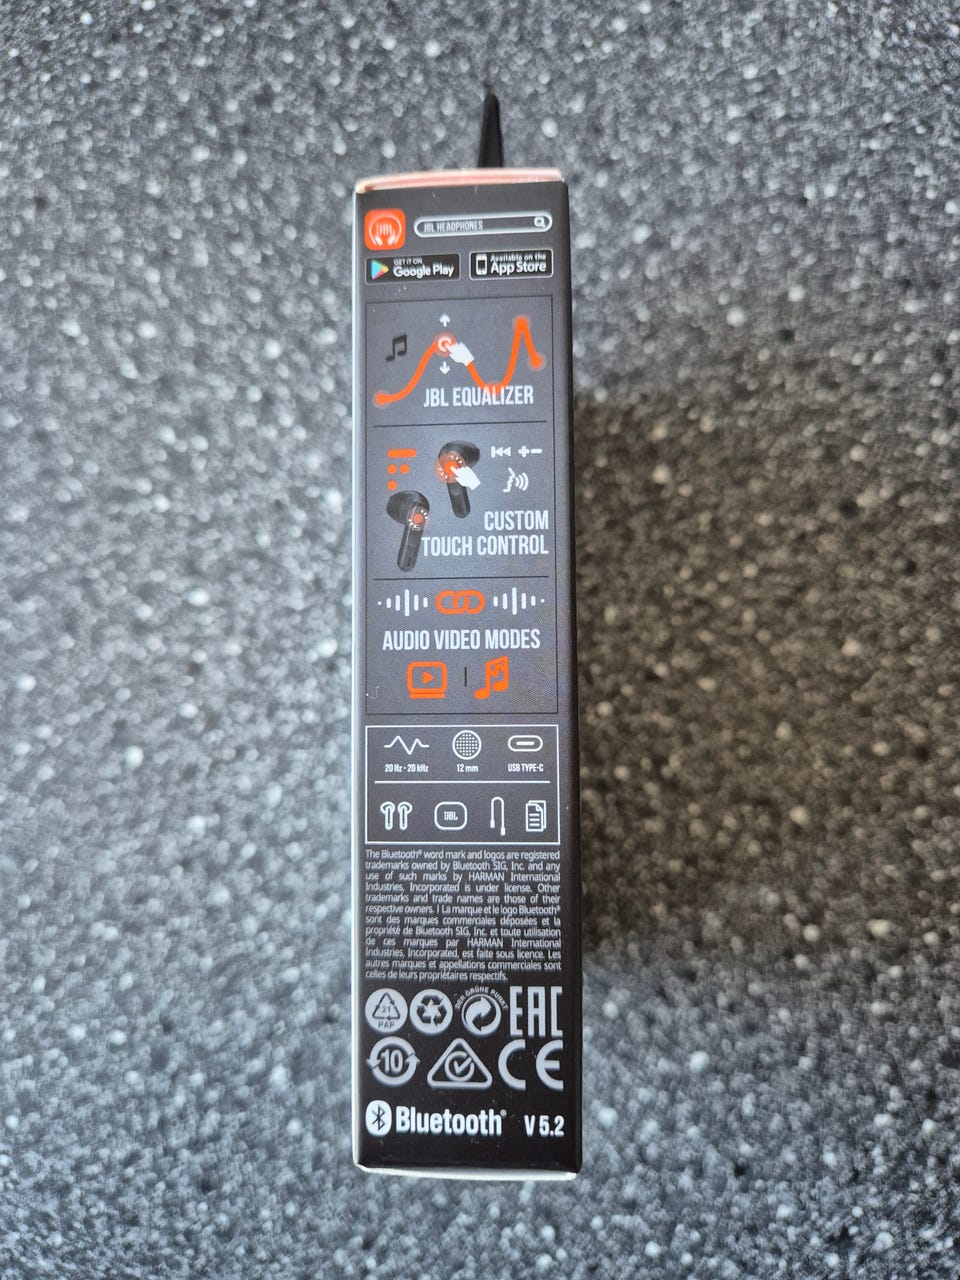 JBL
JBL HEADPHONES
GET IT ON
Google Play
Available on the
App Store
JBL EQUALIZER
CUSTOM
TOUCH CONTROL
AUDIO VIDEO MODES
20 Hz - 20 kHz
12 mm
USB TYPE-C
JBL
The Bluetooth® word mark and logos are registered
trademarks owned by Bluetooth SIG, Inc. and any
use of such marks by HARMAN International
Industries, Incorporated is under license. Other
trademarks and trade names are those of their
respective owners. I La marque et le logo Bluetooth®
sont des marques commerciales déposées et la
propriété de Bluetooth SIG, Inc. et toute utilisation
de ces marques par HARMAN International
Industries, Incorporated, est faite sous licence. Les
autres marques et appellations commerciales sont
celles de leurs propriétaires respectifs.
21
PAP
DER GRÜNE PUNKT
EAC
10
CE
Bluetooth®
V 5.2